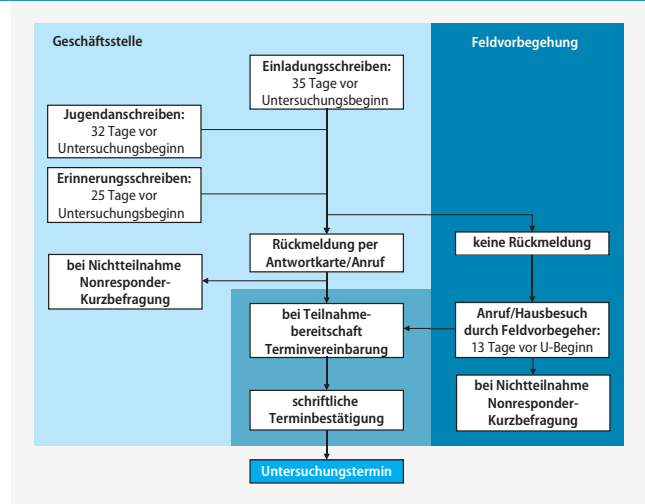 Geschäftsstelle
Feldvorbegehung
Einladungsschreiben:
35 Tage vor
Untersuchungsbeginn
Jugendanschreiben:
32 Tage vor
Untersuchungsbeginn
Erinnerungsschreiben:
25 Tage vor
Untersuchungsbeginn
Rückmeldung per
Antwortkarte/Anruf
keine Rückmeldung
bei Nichtteilnahme
Nonresponder-
Kurzbefragung
bei Teilnahme-
bereitschaft
Terminvereinbarung
Anruf/Hausbesuch
durch Feldvorbegeher:
13 Tage vor U-Beginn
bei Nichtteilnahme
Nonresponder-
Kurzbefragung
schriftliche
Terminbestätigung
Untersuchungstermin